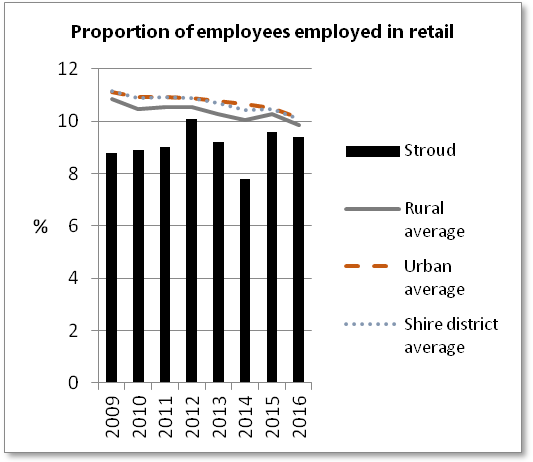 Proportion of employees employed in retail
12
10
8
6
4
2
0
%
2009
2010
2011
2012
2013
2014
2015
2016
Stroud
Rural
average
Urban
average
Shire district
average